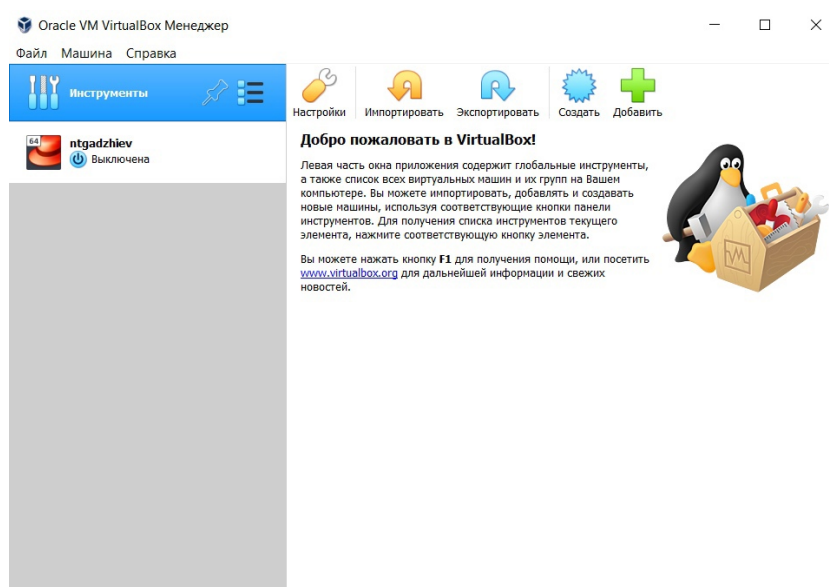 Oracle VM VirtualBox Менеджер
Файл Машина Справка
Инструменты
Настройки Импортировать Экспортировать Создать Добавить
64
ntgadzhiev
Выключена
Добро пожаловать в VirtualBox!
Левая часть окна приложения содержит глобальные инструменты,
а также список всех виртуальных машин и их групп на Вашем
компьютере. Вы можете импортировать, добавлять и создавать
новые машины, используя соответствующие кнопки панели
инструментов. Для получения списка инструментов текущего
элемента, нажмите соответствующую кнопку элемента.
Вы можете нажать кнопку F1 для получения помощи, или посетить
www.virtualbox.org для дальнейшей информации и свежих
новостей.